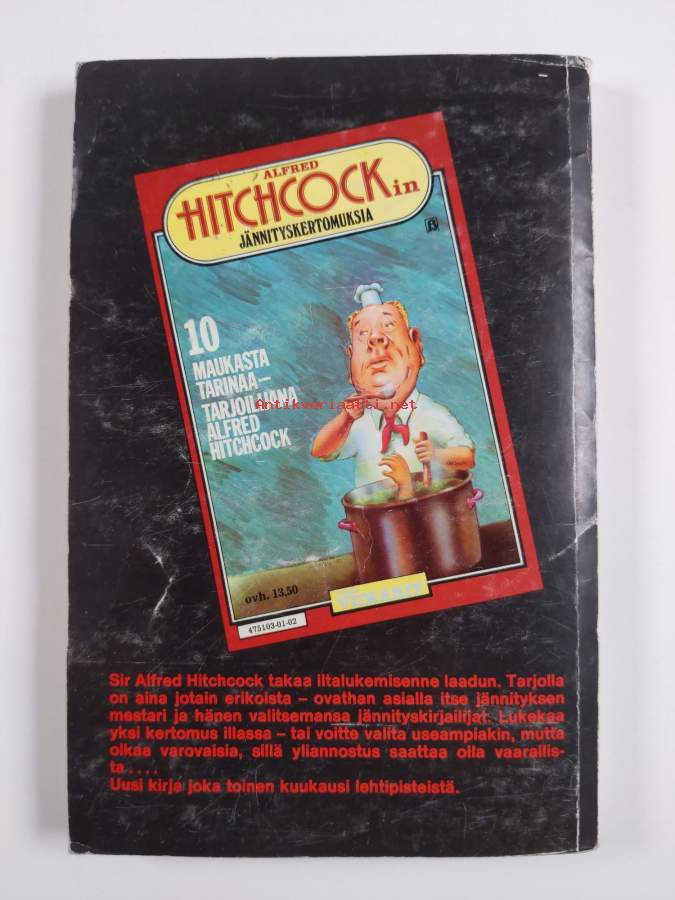 ALFRED
HITCHCOCKin
JÄNNITYSKERTOMUKSIA
10
MAUKASTA
TARINAA—
TARJOILIJANA
ALFRED
HITCHCOCK
Antikvariaatti.net
ovh. 13,50
475103-01-02
Sir Alfred Hitchcock takaa iltalukemisenne laadun. Tarjolla
on aina jotain erikoista – ovathan asialla itse jännityksen
mestari ja hänen valitsemansa jännityskirjailijat. Lukekaa
yksi kertomus illassa – tai voitte valita useampiakin, mutta
olkaa varovaisia, sillä yliannostus saattaa olla vaarallis-
ta....
Uusi kirja joka toinen kuukausi lehtipisteistä.